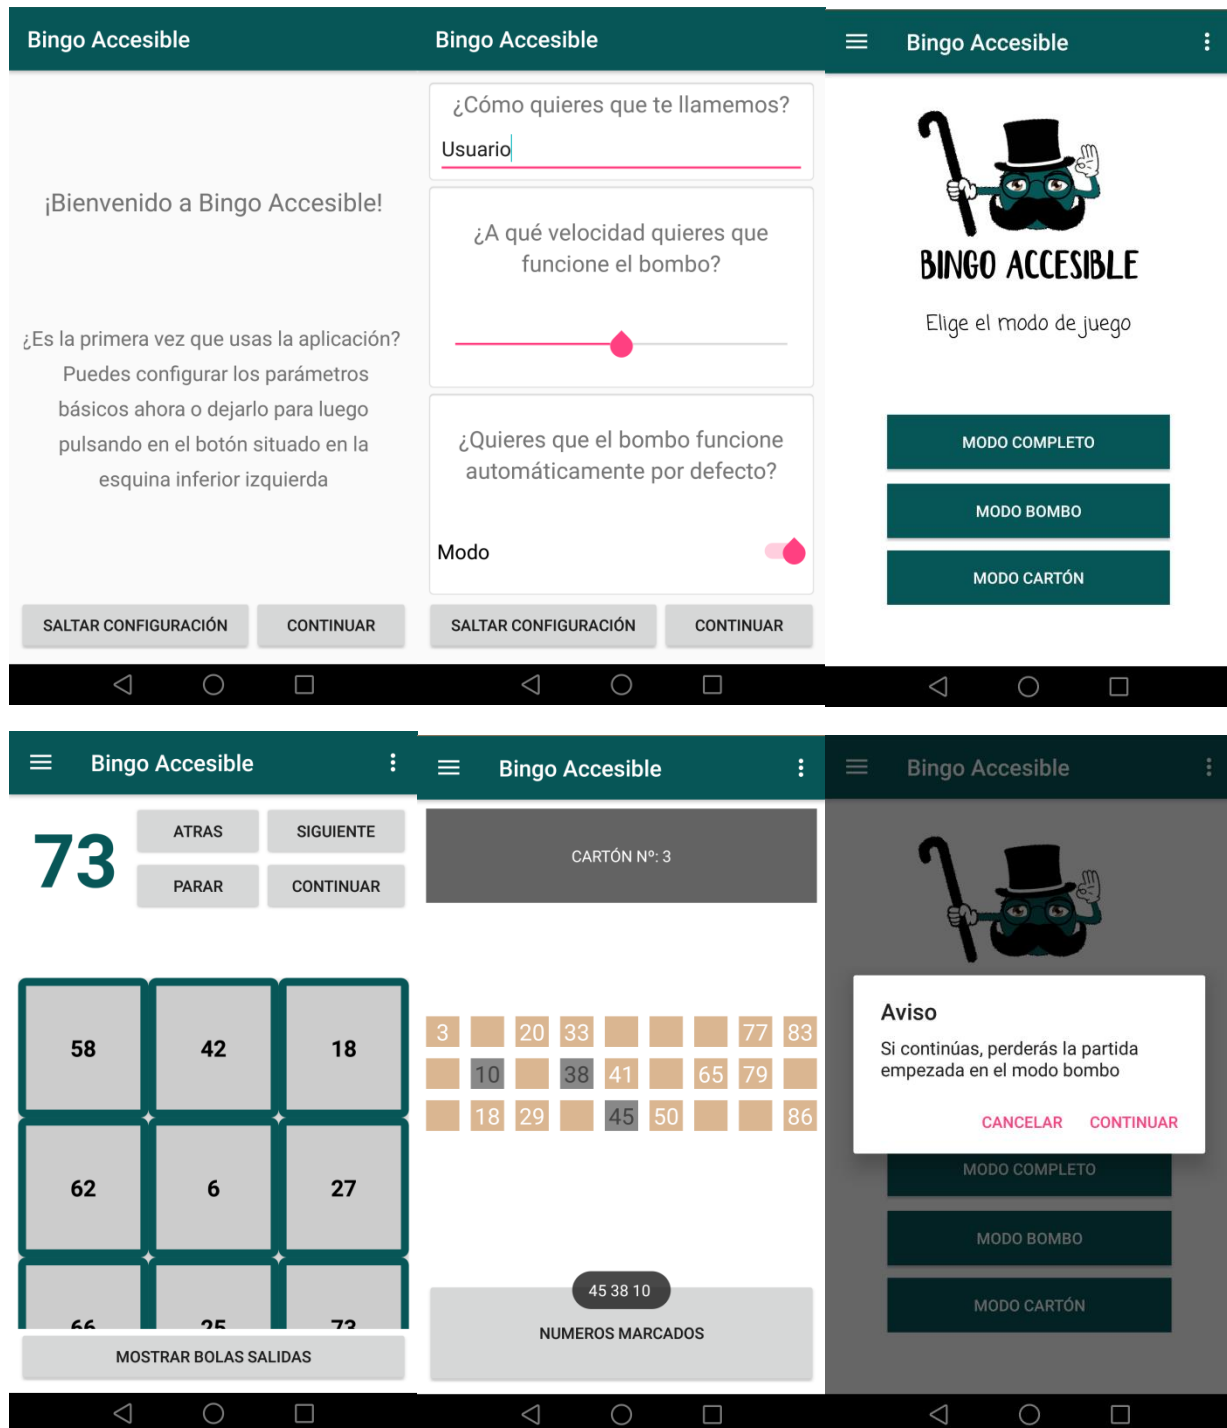 Bingo Accesible
¡Bienvenido a Bingo Accesible!
¿Es la primera vez que usas la aplicación?
Puedes configurar los parámetros
básicos ahora o dejarlo para luego
pulsando en el botón situado en la
esquina inferior izquierda
SALTAR CONFIGURACIÓN CONTINUAR
Bingo Accesible
¿Cómo quieres que te llamemos?
Usuario
¿A qué velocidad quieres que
funcione el bombo?
¿Quieres que el bombo funcione
automáticamente por defecto?
Modo
SALTAR CONFIGURACIÓN CONTINUAR
Bingo Accesible
BINGO ACCESIBLE
Elige el modo de juego
MODO COMPLETO
MODO BOMBO
MODO CARTÓN
Bingo Accesible
73
ATRAS SIGUIENTE
PARAR CONTINUAR
58 42 18
62 6 27
66 25 73
MOSTRAR BOLAS SALIDAS
Bingo Accesible
CARTÓN Nº: 3
3 20 33 77 83
10 38 41 65 79
18 29 45 50 86
45 38 10
NUMEROS MARCADOS
Bingo Accesible
Aviso
Si continúas, perderás la partida
empezada en el modo bombo
CANCELAR CONTINUAR
MODO COMPLETO
MODO BOMBO
MODO CARTÓN